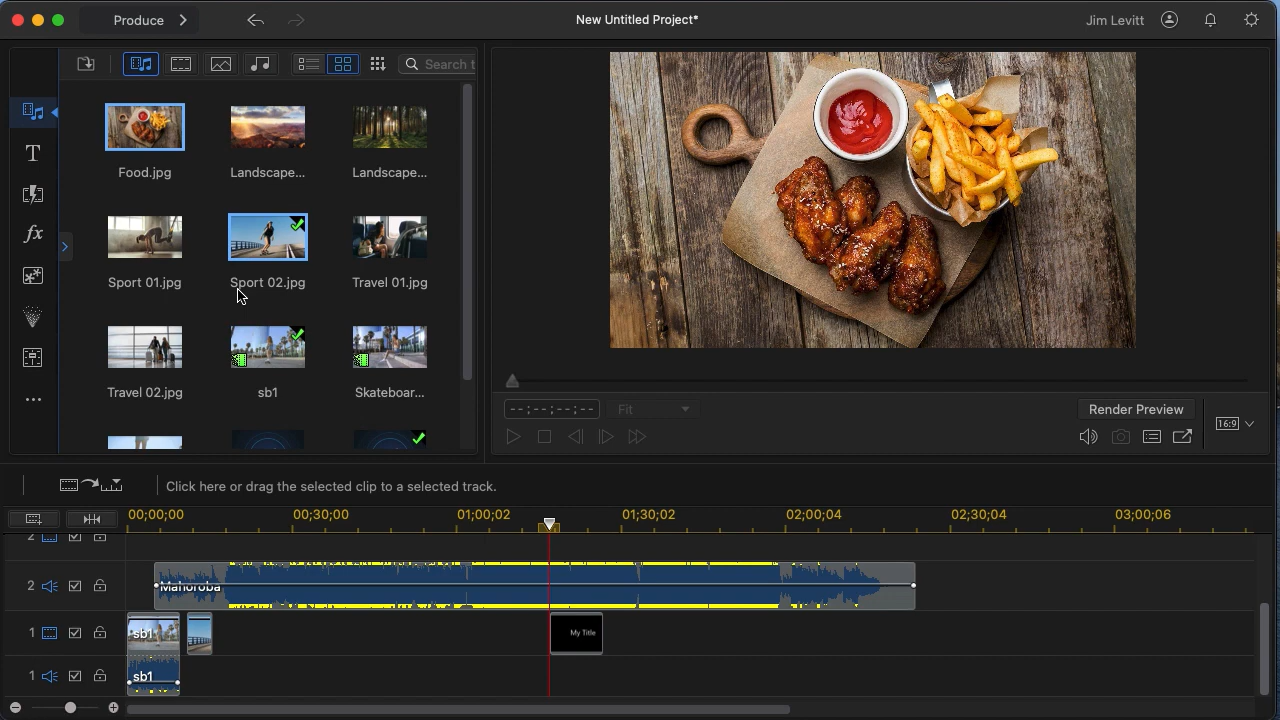 Produce
New Untitled Project*
Jim Levitt
Search t
Food.jpg
Landscape...
Landscape...
Sport 01.jpg
Sport 02.jpg
Travel 01.jpg
Travel 02.jpg
sb1
Skateboar...
--;--;--;--
Fit
Render Preview
16:9
Click here or drag the selected clip to a selected track.
00;00;00
00;30;00
01;00;02
01;30;02
02;00;04
02;30;04
03;00;06
2
2
Mahoroba
1
sb1
My Title
1
sb1